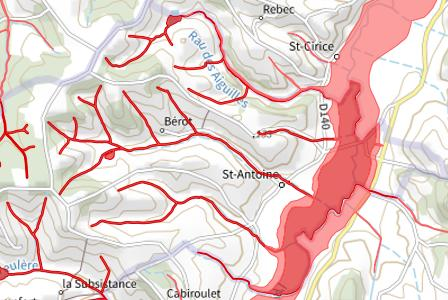 Rebec
St-Cirice
Rau des Aiguilles
D140
Bérot
St-Antoine
la Subsistance
Cabiroulet